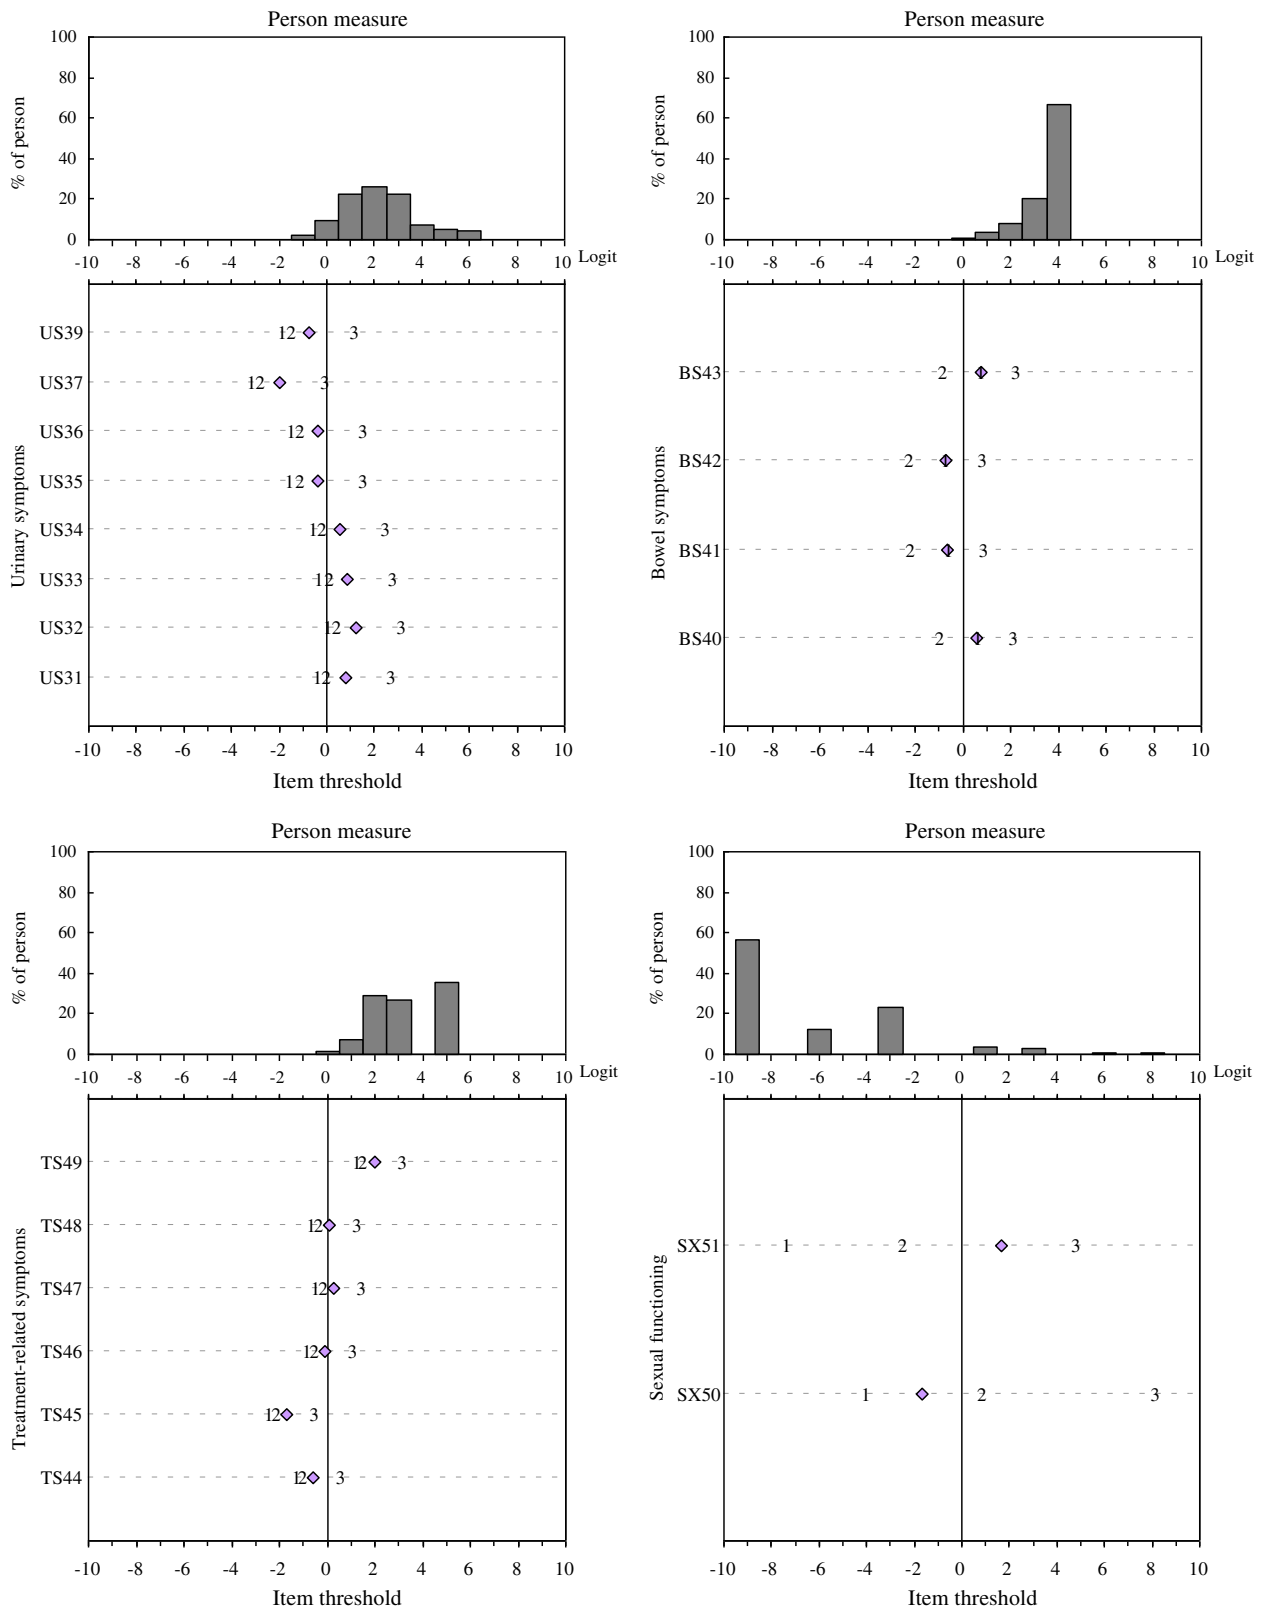 Person measure
100
80
60
40
20
0
% of person
-10 -8 -6 -4 -2 0 2 4 6 8 10 Logit
US39 12 3
US37 12 3
US36 12 3
US35 12 3
US34 12 3
US33 12 3
US32 12 3
US31 12 3
Urinary symptoms
-10 -8 -6 -4 -2 0 2 4 6 8 10
Item threshold
Person measure
100
80
60
40
20
0
% of person
-10 -8 -6 -4 -2 0 2 4 6 8 10 Logit
BS43 2 3
BS42 2 3
BS41 2 3
BS40 2 3
Bowel symptoms
-10 -8 -6 -4 -2 0 2 4 6 8 10
Item threshold
Person measure
100
80
60
40
20
0
% of person
-10 -8 -6 -4 -2 0 2 4 6 8 10 Logit
TS49 12 3
TS48 12 3
TS47 12 3
TS46 12 3
TS45 12 3
TS44 12 3
Treatment-related symptoms
-10 -8 -6 -4 -2 0 2 4 6 8 10
Item threshold
Person measure
100
80
60
40
20
0
% of person
-10 -8 -6 -4 -2 0 2 4 6 8 10 Logit
SX51 1 2 3
SX50 1 2 3
Sexual functioning
-10 -8 -6 -4 -2 0 2 4 6 8 10
Item threshold